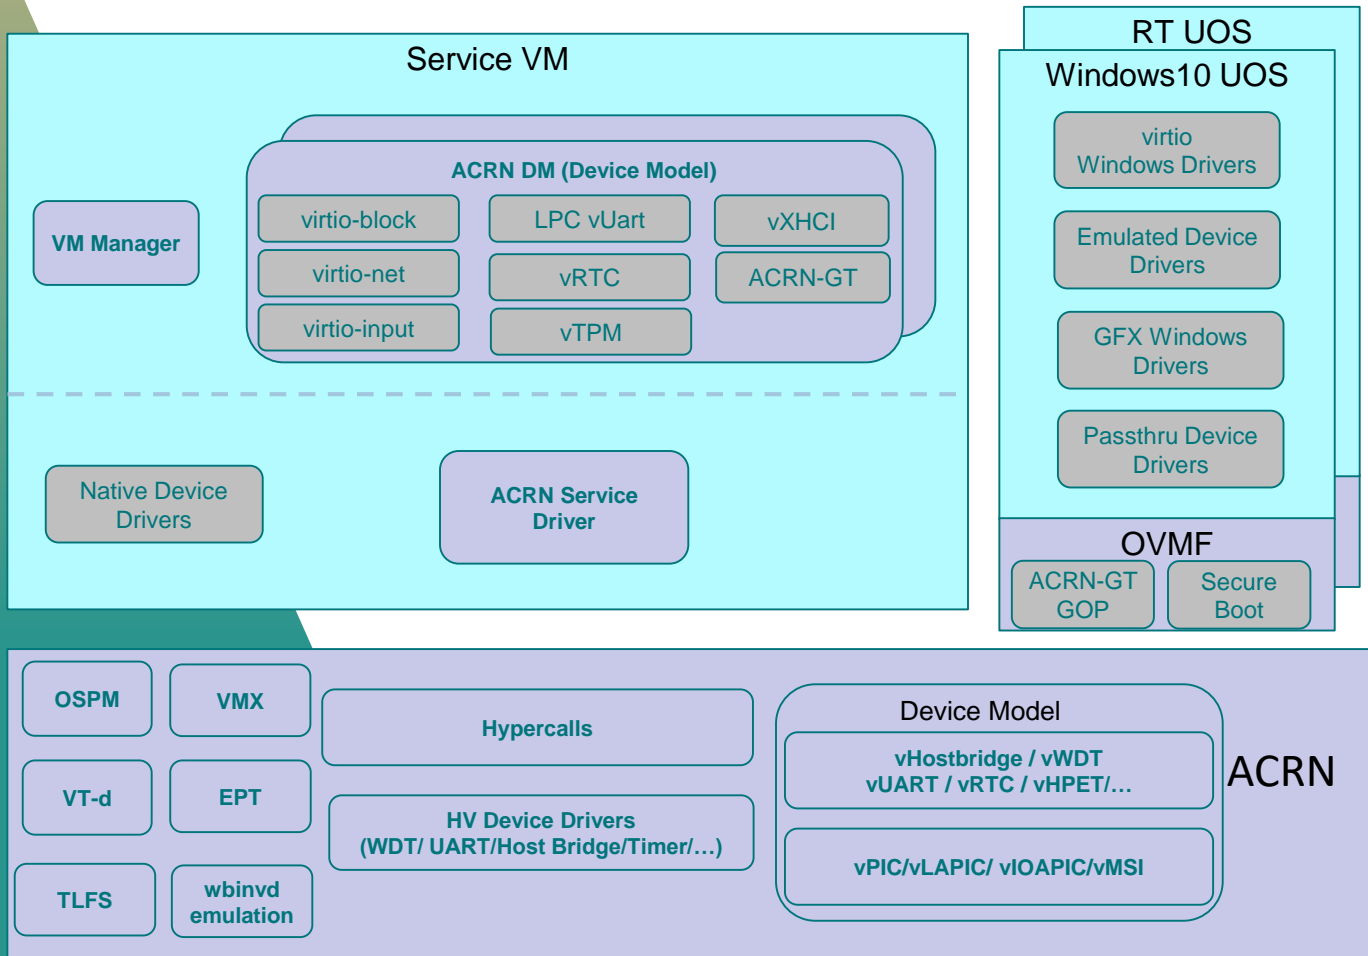 Service VM
VM Manager
ACRN DM (Device Model)
virtio-block
LPC vUart
vXHCI
virtio-net
vRTC
ACRN-GT
virtio-input
vTPM
Native Device
Drivers
ACRN Service
Driver
RT UOS
Windows10 UOS
virtio
Windows Drivers
Emulated Device
Drivers
GFX Windows
Drivers
Passthru Device
Drivers
OVMF
ACRN-GT
GOP
Secure
Boot
OSPM
VMX
VT-d
EPT
TLFS
wbinvd
emulation
Hypercalls
HV Device Drivers
(WDT/ UART/Host Bridge/Timer/…)
Device Model
vHostbridge / vWDT
vUART / vRTC / vHPET/…
vPIC/vLAPIC/ vIOAPIC/vMSI
ACRN